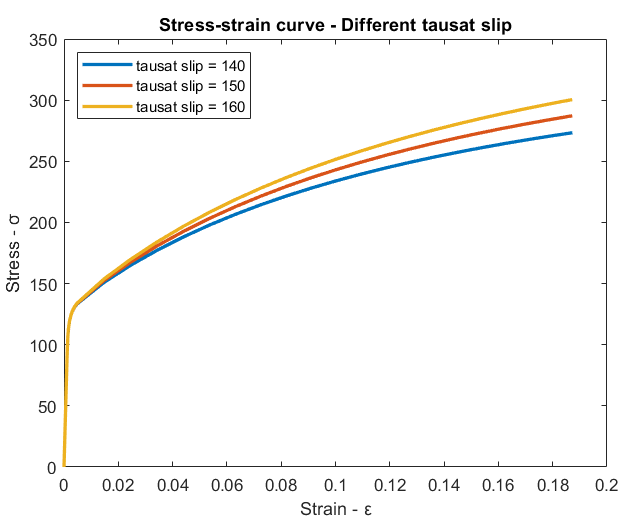 Stress-strain curve - Different tausat slip
350
300
250
200
150
100
50
0
Stress - σ
tausat slip = 140
tausat slip = 150
tausat slip = 160
0 0.02 0.04 0.06 0.08 0.1 0.12 0.14 0.16 0.18 0.2
Strain - ε